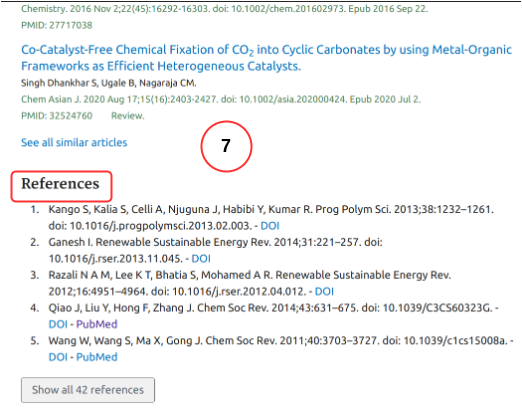 Chemistry. 2016 Nov 2;22(45):16292-16303. doi: 10.1002/chem.201602973. Epub 2016 Sep 22.
PMID: 27717038
Co-Catalyst-Free Chemical Fixation of CO2 into Cyclic Carbonates by using Metal-Organic
Frameworks as Efficient Heterogeneous Catalysts.
Singh Dhankhar S, Ugale B, Nagaraja CM.
Chem Asian J. 2020 Aug 17;15(16):2403-2427. doi: 10.1002/asia.202000424. Epub 2020 Jul 2.
PMID: 32524760 Review.
See all similar articles
7
References
1. Kango S, Kalia S, Celli A, Njuguna J, Habibi Y, Kumar R. Prog Polym Sci. 2013;38:1232–1261.
doi: 10.1016/j.progpolymsci.2013.02.003. - DOI
2. Ganesh I. Renewable Sustainable Energy Rev. 2014;31:221–257. doi:
10.1016/j.rser.2013.11.045. - DOI
3. Razali N A M, Lee K T, Bhatia S, Mohamed A R. Renewable Sustainable Energy Rev.
2012;16:4951–4964. doi: 10.1016/j.rser.2012.04.012. - DOI
4. Qiao J, Liu Y, Hong F, Zhang J. Chem Soc Rev. 2014;43:631–675. doi: 10.1039/C3CS60323G. -
DOI - PubMed
5. Wang W, Wang S, Ma X, Gong J. Chem Soc Rev. 2011;40:3703–3727. doi: 10.1039/c1cs15008a. -
DOI - PubMed
Show all 42 references